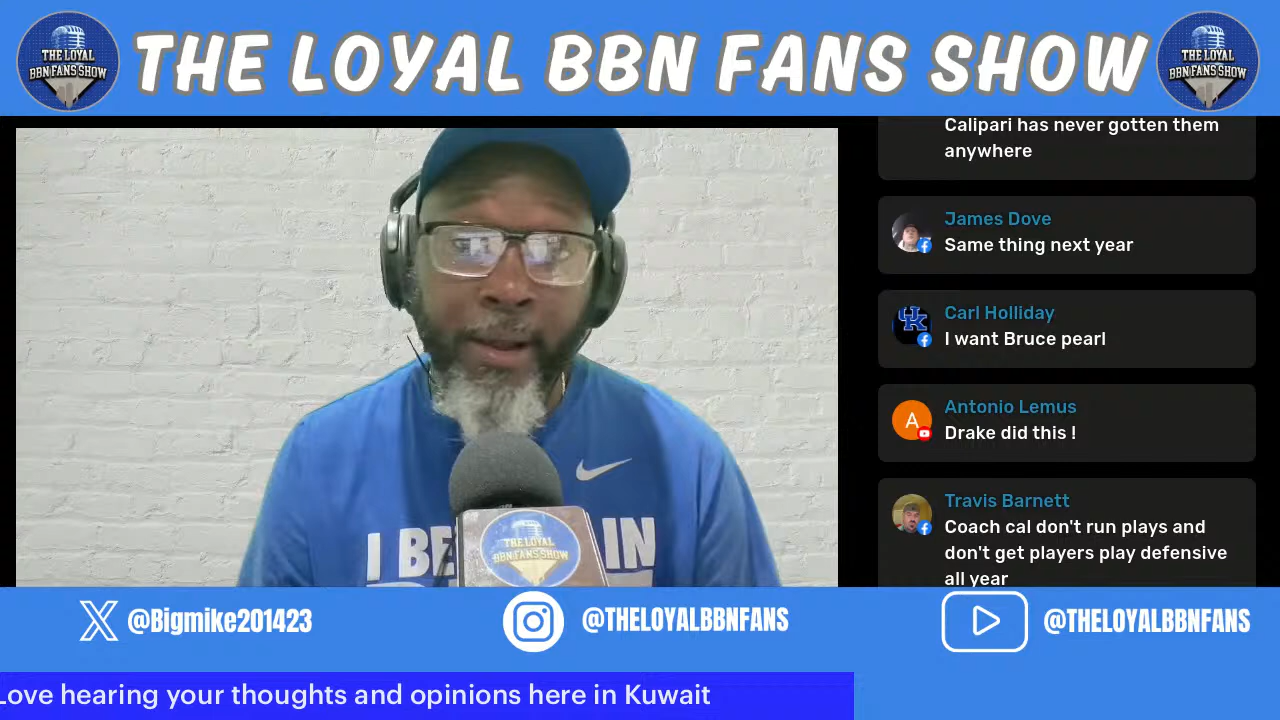 THE LOYAL
BBN FANS SHOW
THE LOYAL BBN FANS SHOW
THE LOYAL
BBN FANS SHOW
Calipari has never gotten them
anywhere
James Dove
Same thing next year
Carl Holliday
UK
I want Bruce pearl
Antonio Lemus
A
Drake did this !
Travis Barnett
Coach cal don't run plays and
don't get players play defensive
all year
I BE IN
THE LOYAL
BBN FANS SHOW
@Bigmike201423
@THELOYALBBNFANS
@THELOYALBBNFANS
Love hearing your thoughts and opinions here in Kuwait